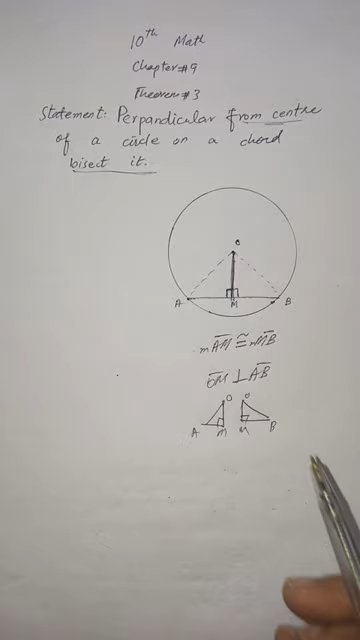 10th Math
Chapter#9
Theorem#3
Statement: Perpandicular from centre
of a circle on a chord
bisect it.
O
A M B
mAM ≅ mMB
OM ⊥ AB
O O
A M M B